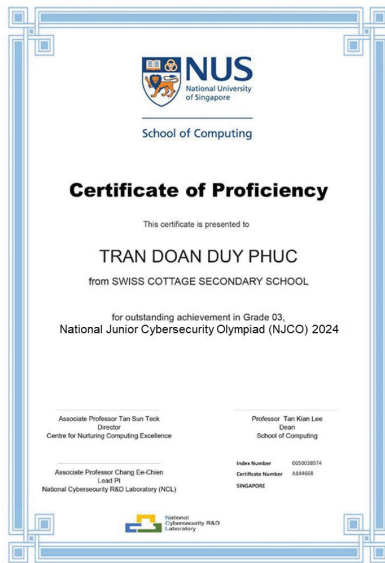 NUS
National University
of Singapore
School of Computing
Certificate of Proficiency
This certificate is presented to
TRAN DOAN DUY PHUC
from SWISS COTTAGE SECONDARY SCHOOL
for outstanding achievement in Grade 03,
National Junior Cybersecurity Olympiad (NJCO) 2024
Associate Professor Tan Sun Teck
Director
Centre for Nurturing Computing Excellence
Professor Tan Kian Lee
Dean
School of Computing
Associate Professor Chang Ee-Chien
Lead PI
National Cybersecurity R&D Laboratory (NCL)
Index Number 0050038974
Certificate Number A144668
SINGAPORE
National
Cybersecurity R&D
Laboratory